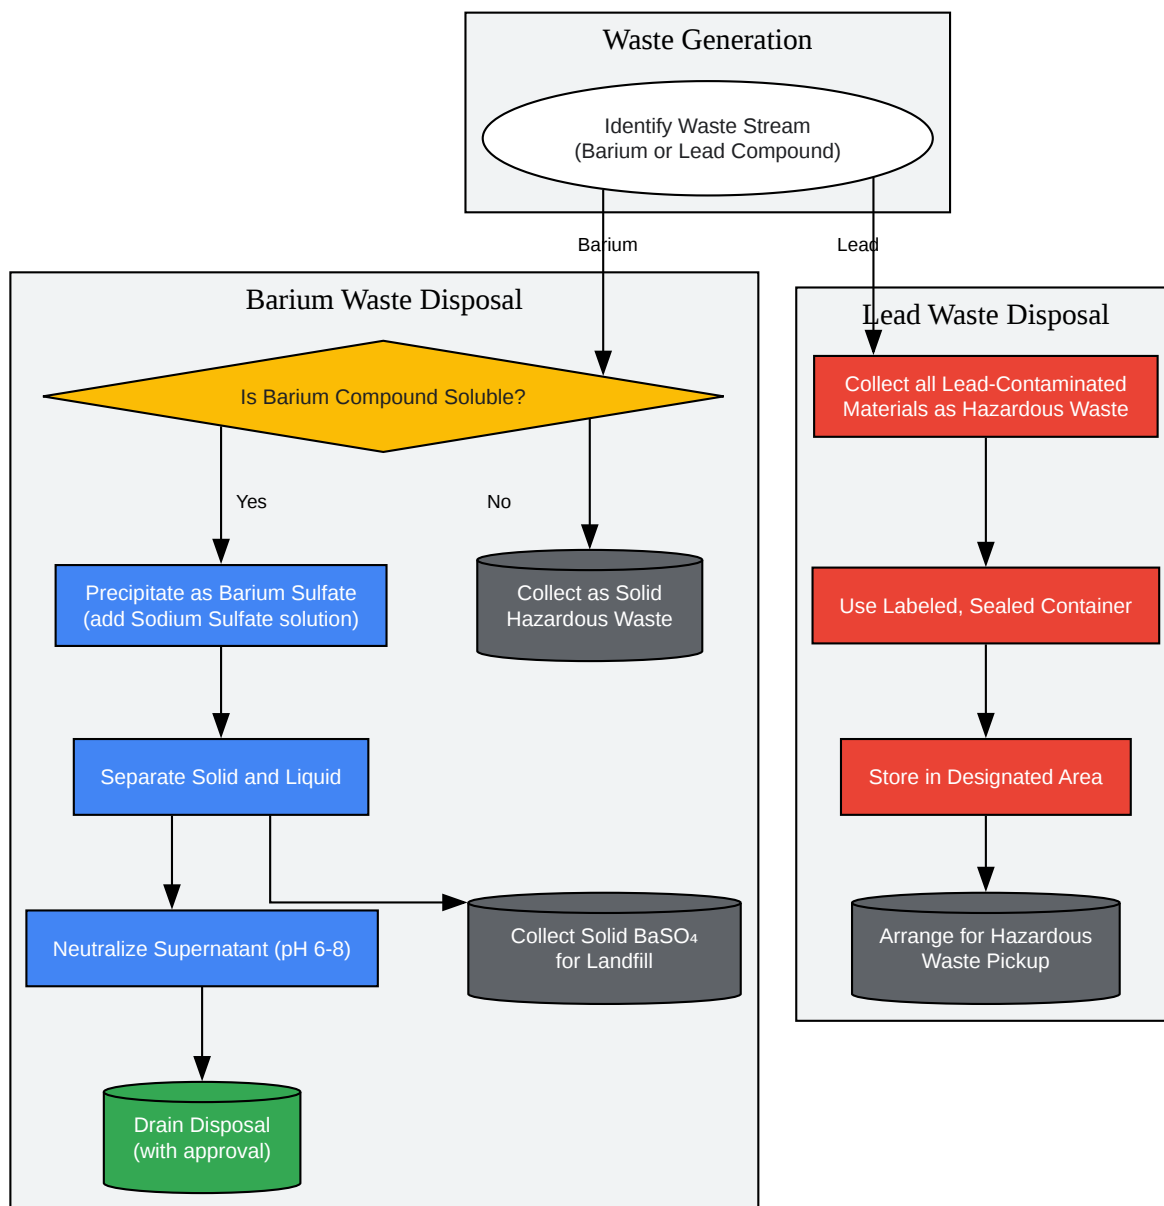 Waste Generation
Identify Waste Stream
(Barium or Lead Compound)
Barium
Lead
Barium Waste Disposal
Is Barium Compound Soluble?
Yes
No
Precipitate as Barium Sulfate
(add Sodium Sulfate solution)
Collect as Solid
Hazardous Waste
Separate Solid and Liquid
Neutralize Supernatant (pH 6-8)
Collect Solid BaSO₄
for Landfill
Drain Disposal
(with approval)
Lead Waste Disposal
Collect all Lead-Contaminated
Materials as Hazardous Waste
Use Labeled, Sealed Container
Store in Designated Area
Arrange for Hazardous
Waste Pickup